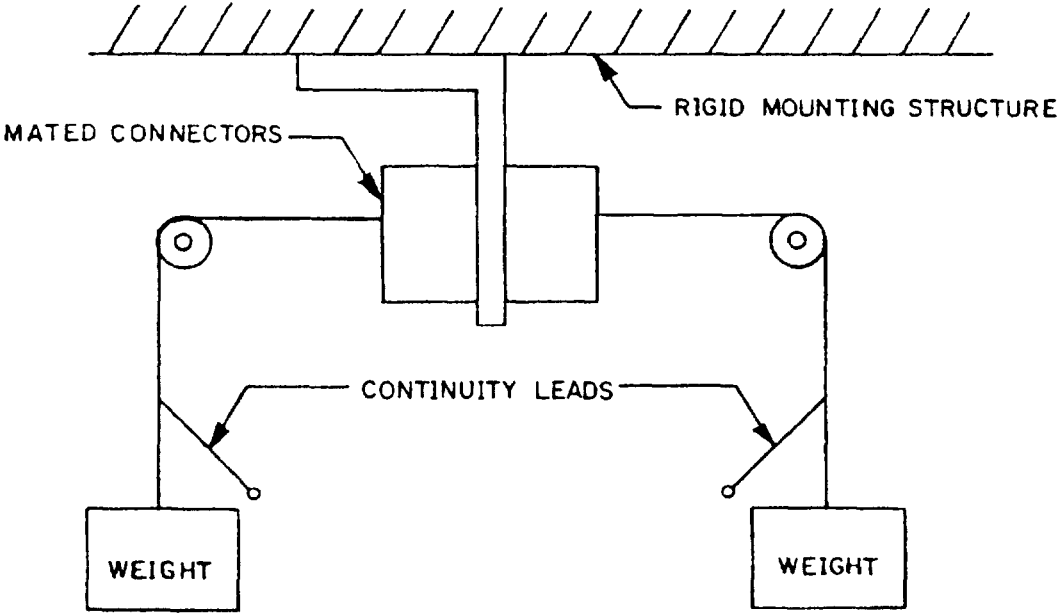 RIGID MOUNTING STRUCTURE
MATED CONNECTORS
CONTINUITY LEADS
WEIGHT
WEIGHT